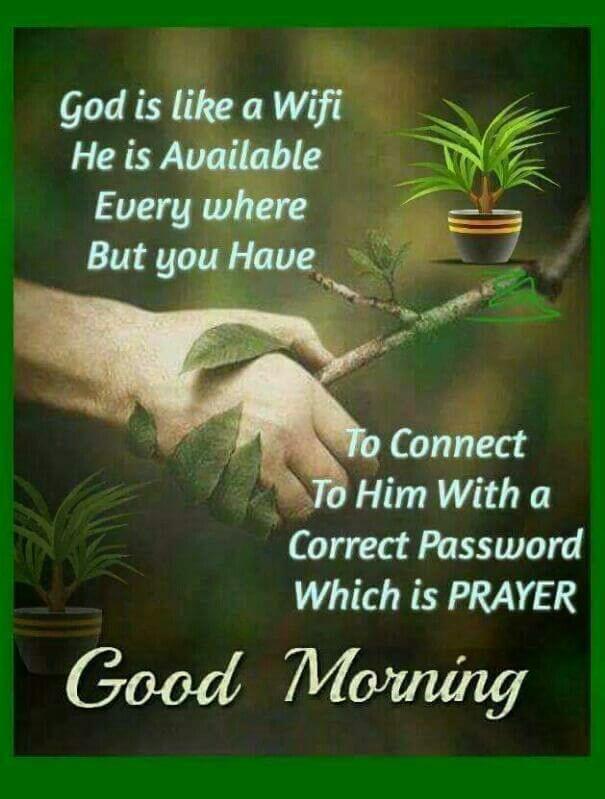 God is like a Wifi
He is Available
Every where
But you Have
To Connect
To Him With a
Correct Password
Which is PRAYER
Good Morning